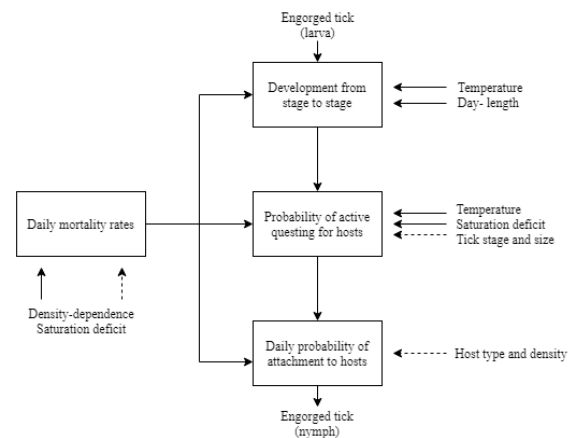 Engorged tick
(larva)
Development from
stage to stage
Temperature
Day- length
Daily mortality rates
Probability of active
questing for hosts
Temperature
Saturation deficit
Tick stage and size
Density-dependence
Saturation deficit
Daily probability of
attachment to hosts
Host type and density
Engorged tick
(nymph)